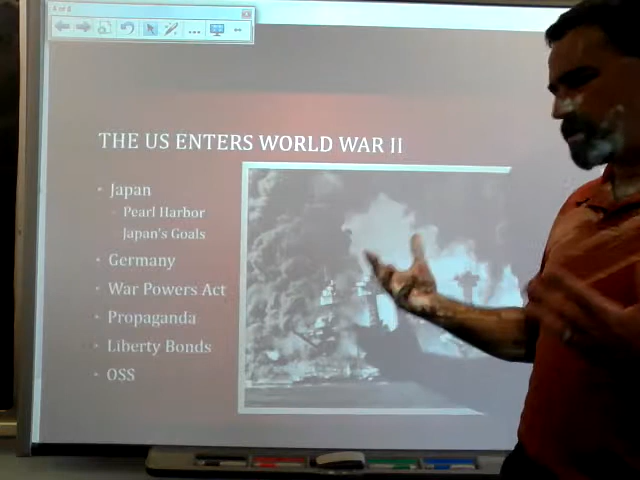 THE US ENTERS WORLD WAR II
Japan
Pearl Harbor
Japan's Goals
Germany
War Powers Act
Propaganda
Liberty Bonds
OSS